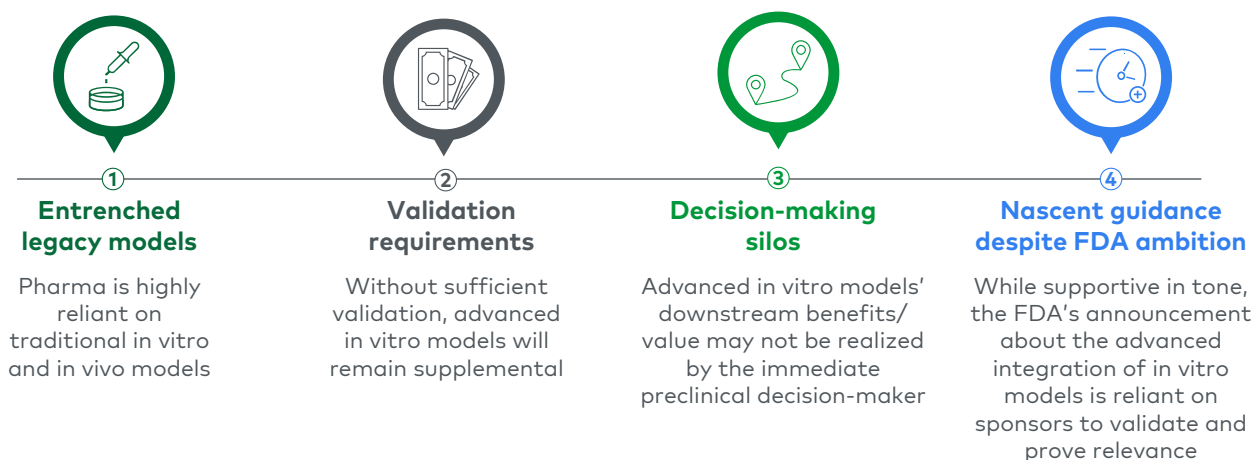 1
Entrenched
legacy models
Pharma is highly
reliant on
traditional in vitro
and in vivo models
2
Validation
requirements
Without sufficient
validation, advanced
in vitro models will
remain supplemental
3
Decision-making
silos
Advanced in vitro models’
downstream benefits/
value may not be realized
by the immediate
preclinical decision-maker
4
Nascent guidance
despite FDA ambition
While supportive in tone,
the FDA’s announcement
about the advanced
integration of in vitro
models is reliant on
sponsors to validate and
prove relevance